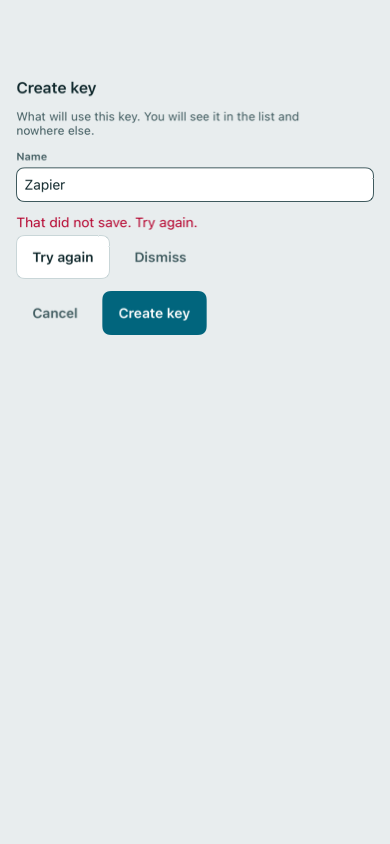 Create key
What will use this key. You will see it in the list and
nowhere else.
Name
Zapier
That did not save. Try again.
Try again
Dismiss
Cancel
Create key